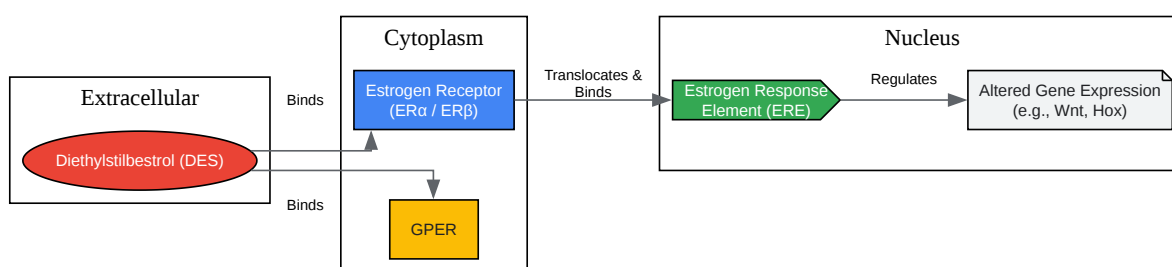 Extracellular
Diethylstilbestrol (DES)
Binds
Binds
Cytoplasm
Estrogen Receptor
(ERα / ERβ)
GPER
Translocates &
Binds
Nucleus
Estrogen Response
Element (ERE)
Regulates
Altered Gene Expression
(e.g., Wnt, Hox)